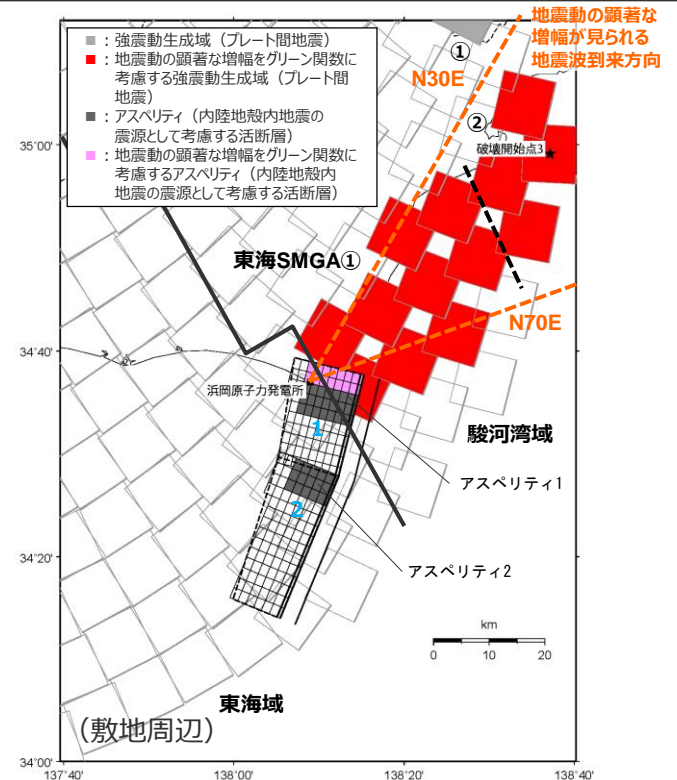 地震動の顕著な
増幅が見られる
地震波到来方向
■：強震動生成域（プレート間地震）
■：地震動の顕著な増幅をグリーン関数に
考慮する強震動生成域（プレート間
地震）
■：アスペリティ（内陸地殻内地震の
震源として考慮する活断層）
■：地震動の顕著な増幅をグリーン関数に
考慮するアスペリティ（内陸地殻内
地震の震源として考慮する活断層）
①
N30E
②
破壊開始点3
35°00'
東海SMGA①
N70E
34°40'
浜岡原子力発電所
1
駿河湾域
アスペリティ1
2
34°20'
アスペリティ2
km
0 10 20
東海域
（敷地周辺）
34°00'
137°40' 138°00' 138°20' 138°40'